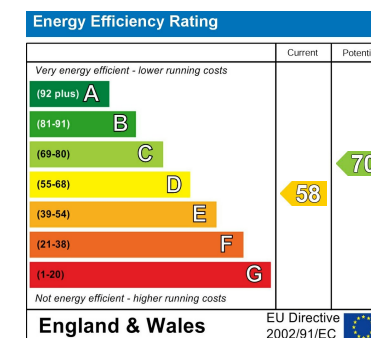 Energy Efficiency Rating
Current Potenti
Very energy efficient - lower running costs
(92 plus) A
(81-91) B
(69-80) C
70
(55-68) D
58
(39-54) E
(21-38) F
(1-20) G
Not energy efficient - higher running costs
England & Wales
EU Directive
2002/91/EC